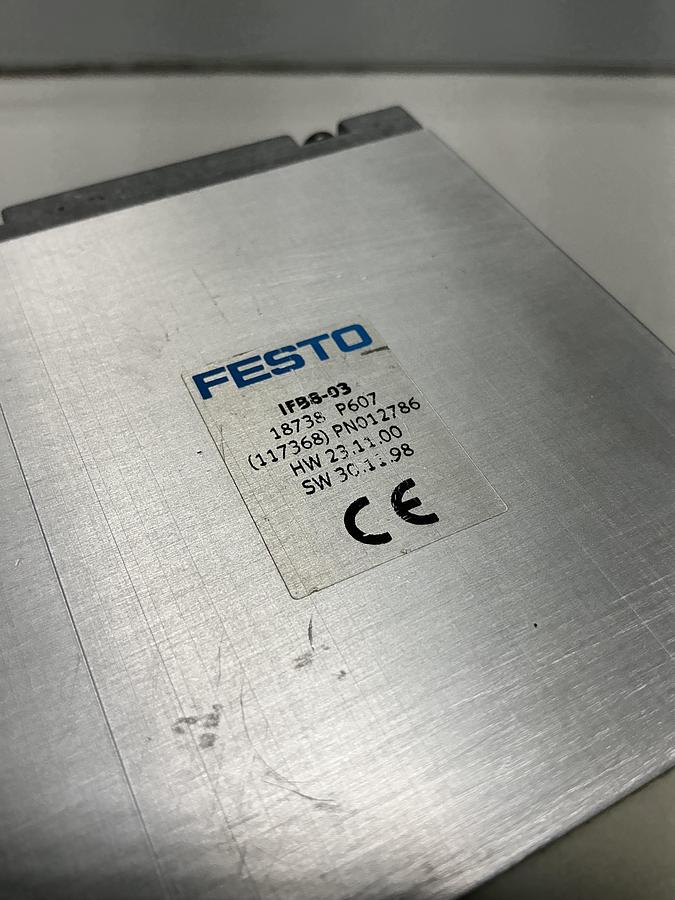 FESTO
IFB8-03
18738 P607
(117368) PN012786
HW 23.11.00
SW 30.11.98
CE